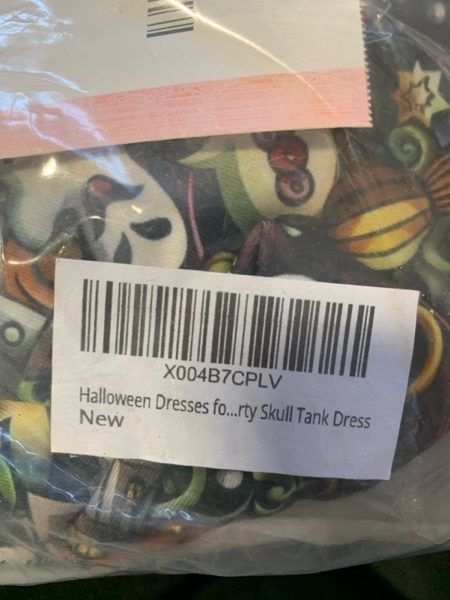 X004B7CPLV
Halloween Dresses fo...rty Skull Tank Dress
New